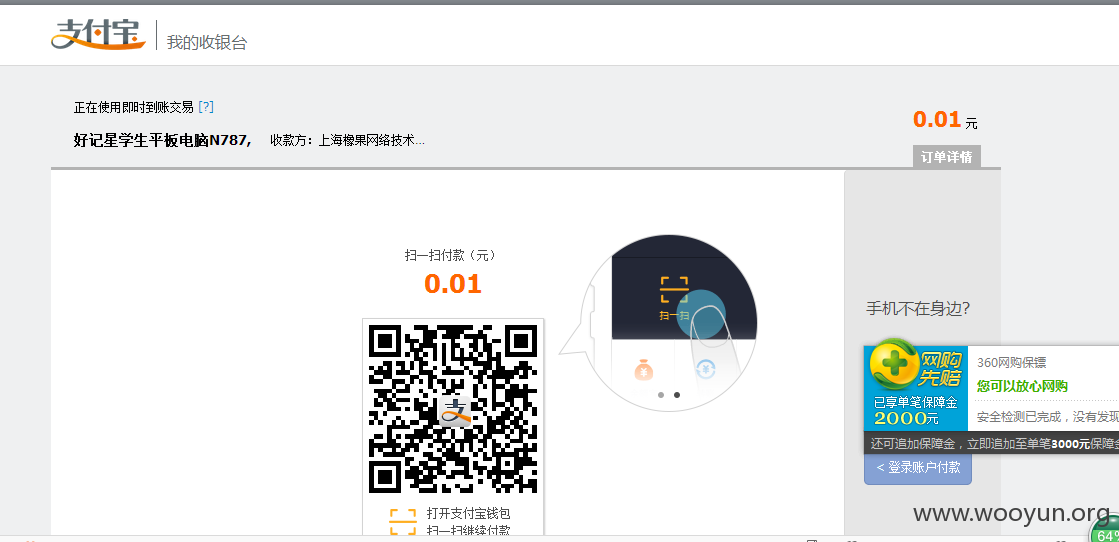 支付宝 我的收银台
正在使用即时到账交易 [?]
好记星学生平板电脑N787, 收款方：上海橡果网络技术...
0.01 元
订单详情
扫一扫付款（元）
0.01
扫一扫
支
打开支付宝钱包
扫一扫继续付款
手机不在身边?
网购
先赔
已享单笔保障金
2000元
360网购保镖
您可以放心网购
安全检测已完成，没有发现
还可追加保障金，立即追加至单笔3000元保障金
< 登录账户付款
www.wooyun.org
64%